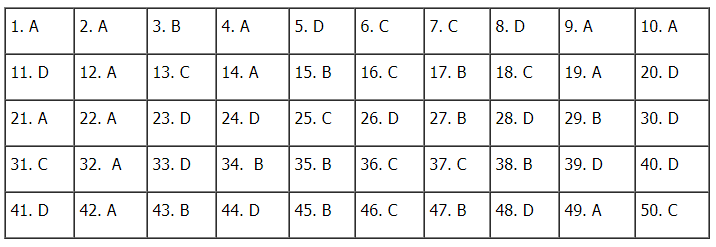 1. A 2. A 3. B 4. A 5. D 6. C 7. C 8. D 9. A 10. A
11. D 12. A 13. C 14. A 15. B 16. C 17. B 18. C 19. A 20. D
21. A 22. A 23. D 24. D 25. C 26. D 27. B 28. D 29. B 30. D
31. C 32. A 33. D 34. B 35. B 36. C 37. C 38. B 39. D 40. D
41. D 42. A 43. B 44. D 45. B 46. C 47. B 48. D 49. A 50. C